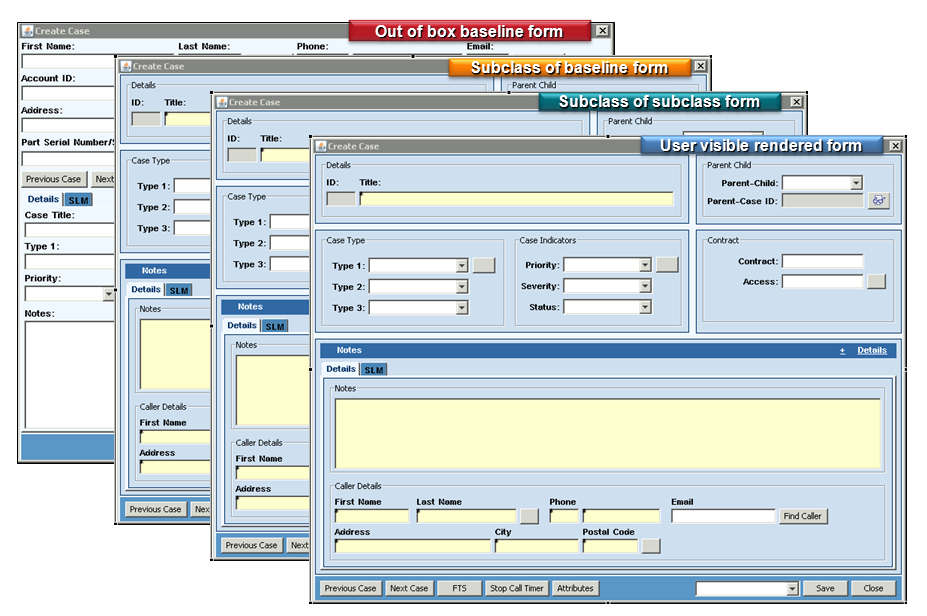 Out of box baseline form
Create Case
First Name: Last Name: Phone: Email:
Account ID:
Address:
Part Serial Number/
Previous Case Next
Details SLM
Case Title:
Type 1:
Priority:
Notes:
Subclass of baseline form
Create Case
Details Parent Child
ID: Title:
Case Type
Type 1:
Type 2:
Type 3:
Notes
Details SLM
Notes
Caller Details
First Name
Address
Previous Case Nex
Subclass of subclass form
Create Case
Details Parent Child
ID: Title:
Case Type
Type 1:
Type 2:
Type 3:
Notes
Details SLM
Notes
Caller Details
First Name
Address
Previous Case Next
User visible rendered form
Create Case
Details Parent Child
ID: Title: Parent-Child:
Parent-Case ID:
Case Type Case Indicators Contract
Type 1: Priority: Contract:
Type 2: Severity: Access:
Type 3: Status:
Notes + Details
Details SLM
Notes
Caller Details
First Name Last Name Phone Email
Find Caller
Address City Postal Code
Previous Case Next Case FTS Stop Call Timer Attributes Save Close